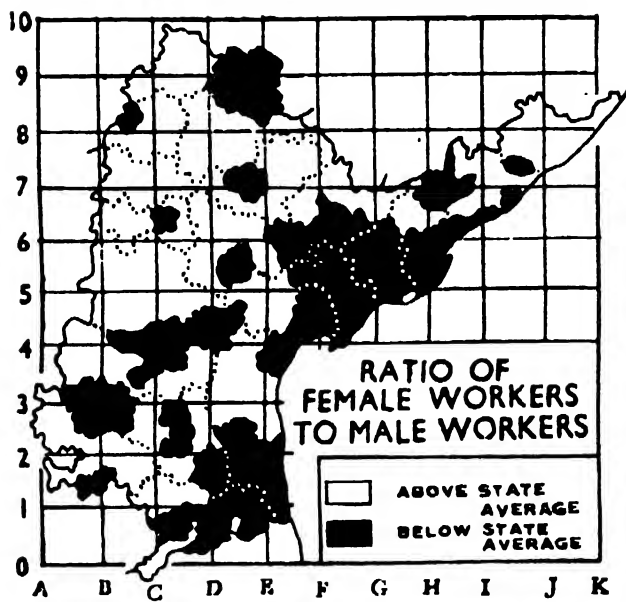 10
9
8
7
6
5
4
3
2
1
0
RATIO OF
FEMALE WORKERS
TO MALE WORKERS
ABOVE STATE
AVERAGE
BELOW STATE
AVERAGE
A B C D E F G H I J K